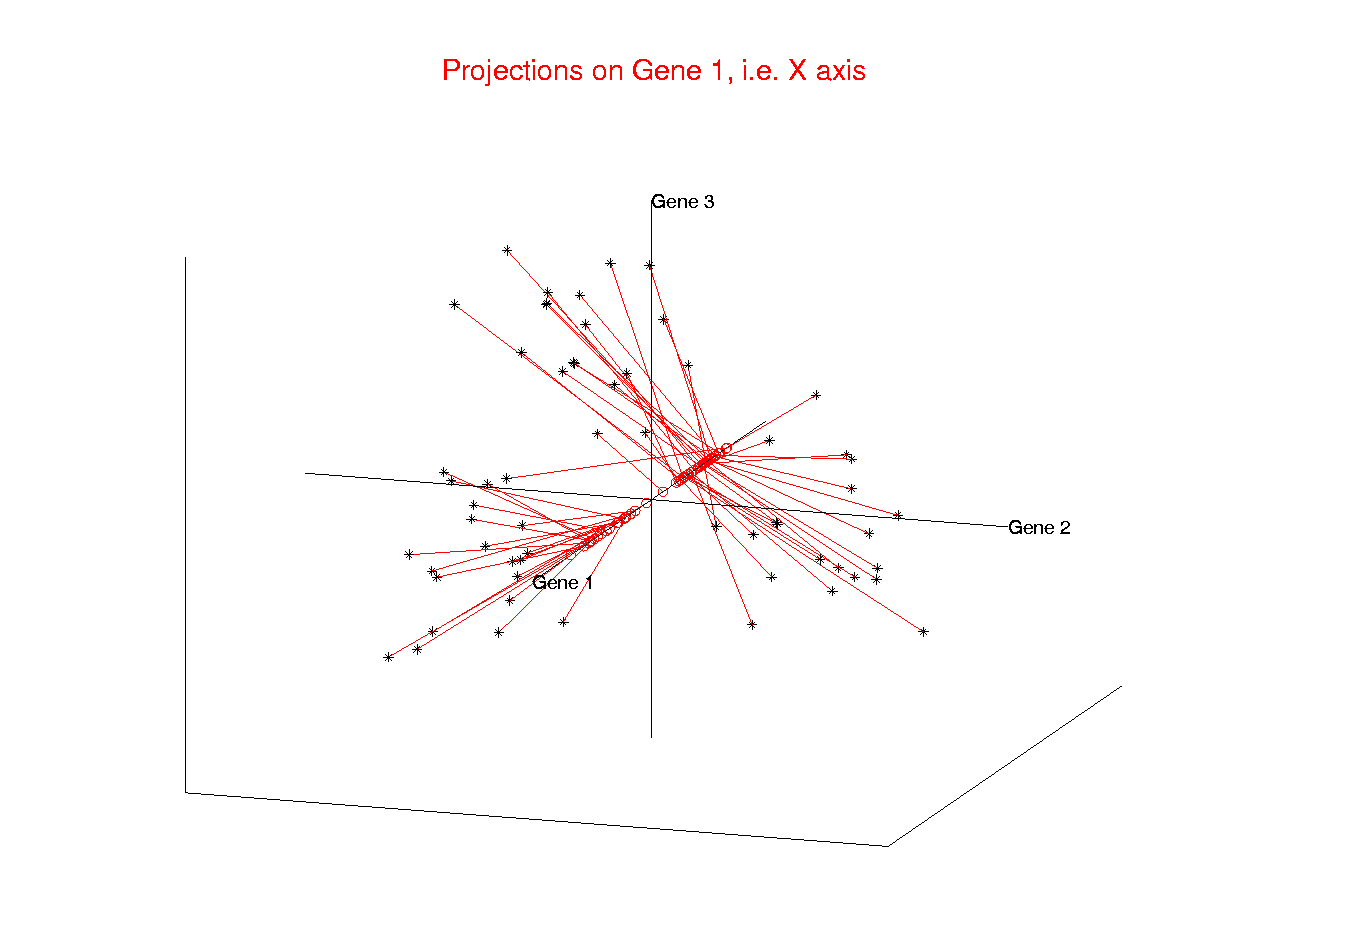 Projections on Gene 1, i.e. X axis
Gene 3
Gene 2
Gene 1